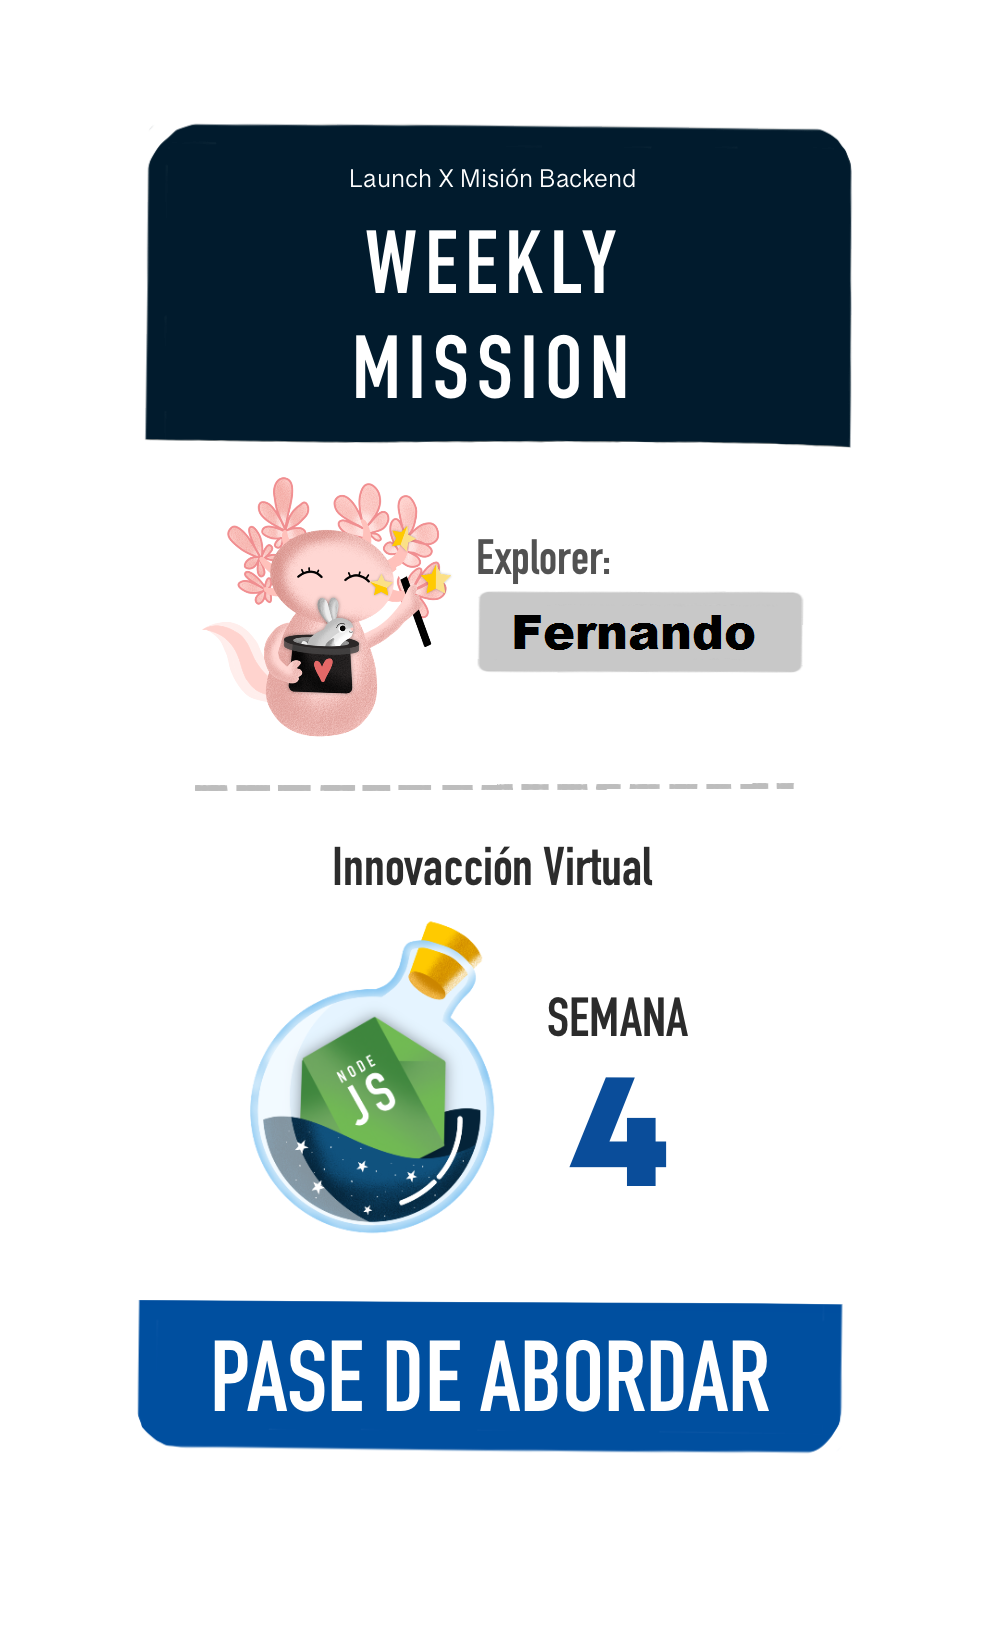 Launch X Misión Backend
WEEKLY
MISSION
Explorer:
Fernando
Innovacción Virtual
NODE
JS
SEMANA
4
PASE DE ABORDAR